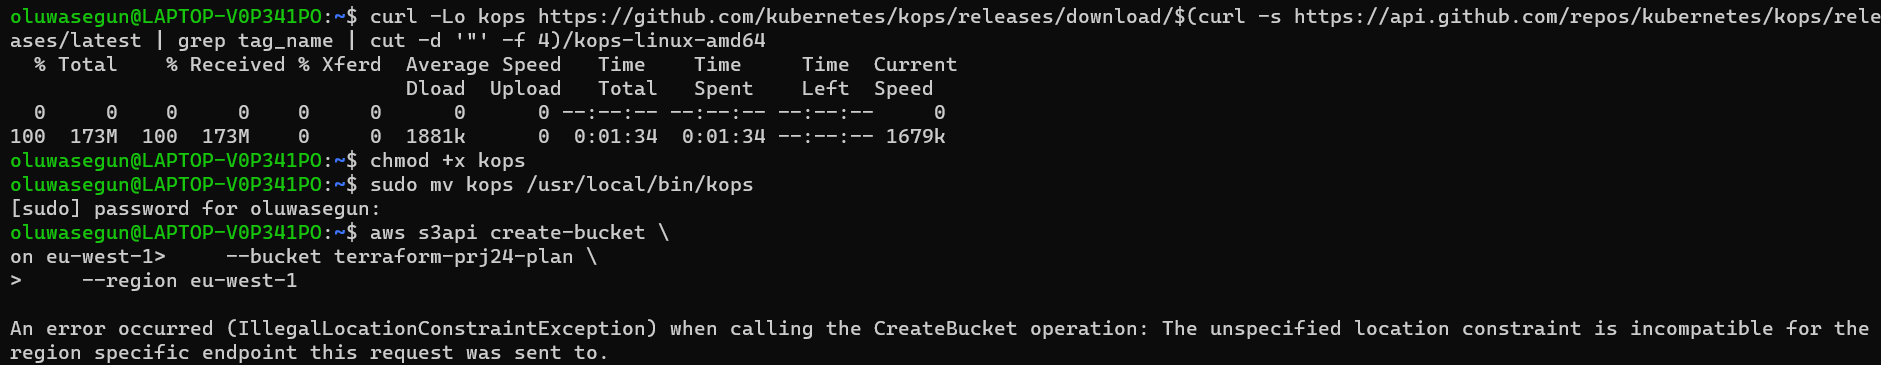 oluwasegun@LAPTOP-V0P341PO:~$ curl -Lo kops https://github.com/kubernetes/kops/releases/download/$(curl -s https://api.github.com/repos/kubernetes/kops/rele
ases/latest | grep tag_name | cut -d '"' -f 4)/kops-linux-amd64
  % Total    % Received % Xferd  Average Speed   Time    Time     Time  Current
                                 Dload  Upload   Total   Spent    Left  Speed
  0     0    0     0    0     0      0      0 --:--:-- --:--:-- --:--:--     0
100  173M  100  173M    0     0  1881k      0  0:01:34  0:01:34 --:--:-- 1679k
oluwasegun@LAPTOP-V0P341PO:~$ chmod +x kops
oluwasegun@LAPTOP-V0P341PO:~$ sudo mv kops /usr/local/bin/kops
[sudo] password for oluwasegun:
oluwasegun@LAPTOP-V0P341PO:~$ aws s3api create-bucket \
on eu-west-1>     --bucket terraform-prj24-plan \
>     --region eu-west-1

An error occurred (IllegalLocationConstraintException) when calling the CreateBucket operation: The unspecified location constraint is incompatible for the
region specific endpoint this request was sent to.